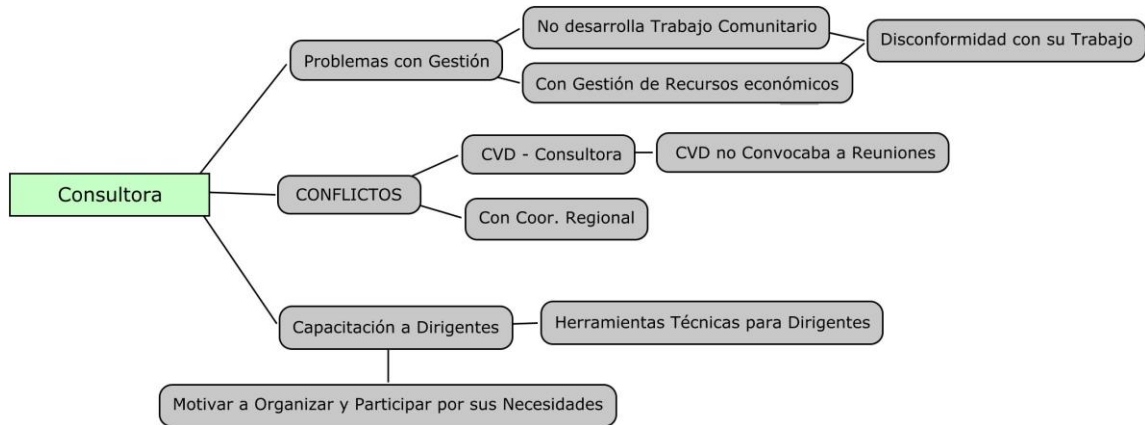 No desarrolla Trabajo Comunitario
Disconformidad con su Trabajo
Problemas con Gestión
Con Gestión de Recursos económicos
CVD - Consultora
CVD no Convocaba a Reuniones
Consultora
CONFLICTOS
Con Coor. Regional
Capacitación a Dirigentes
Herramientas Técnicas para Dirigentes
Motivar a Organizar y Participar por sus Necesidades